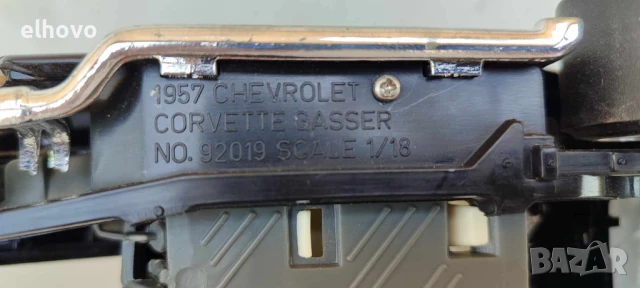 elhovo
1957 CHEVROLET
CORVETTE GASSER
NO. 92019 SCALE 1/18
BAZAR